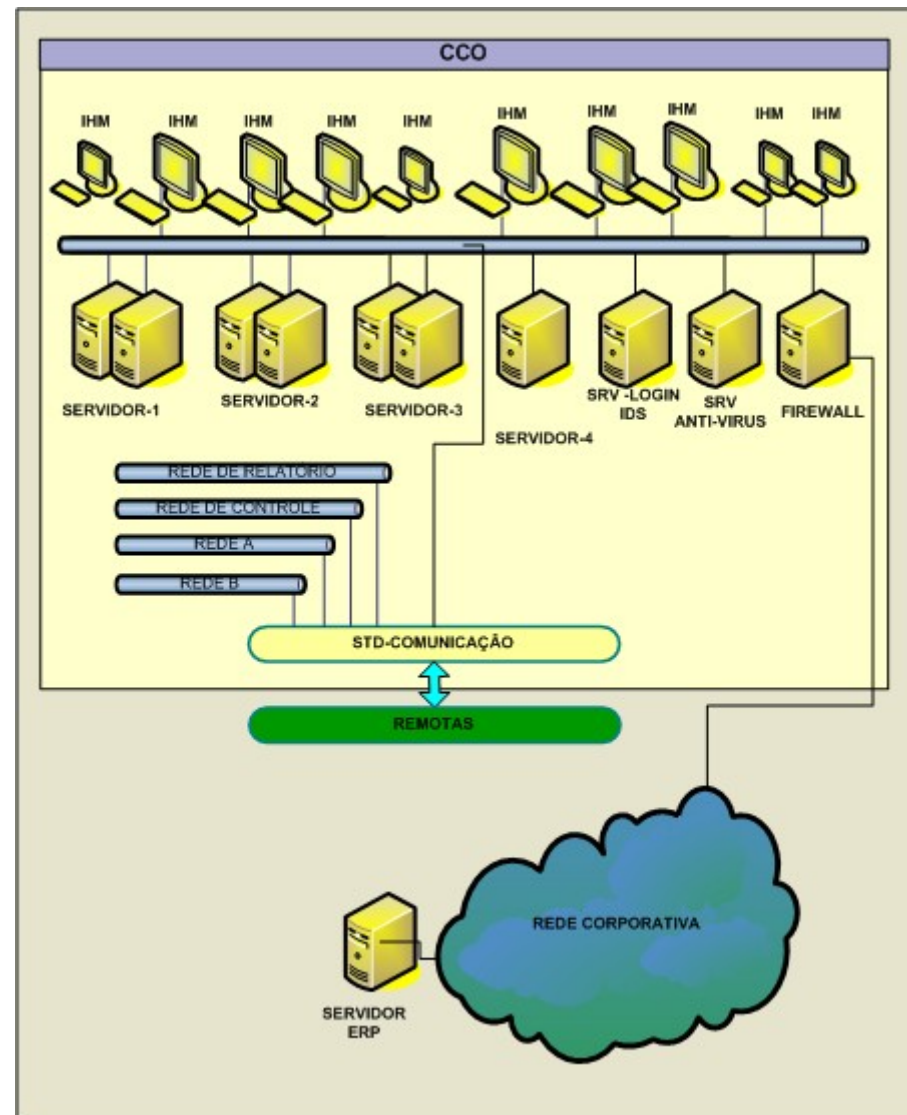 CCO
IHM
IHM
IHM
IHM
IHM
IHM
IHM
IHM
IHM
IHM
SERVIDOR-1
SERVIDOR-2
SERVIDOR-3
SERVIDOR-4
SRV -LOGIN
IDS
SRV
ANTI-VIRUS
FIREWALL
REDE DE RELATÓRIO
REDE DE CONTROLE
REDE A
REDE B
STD-COMUNICAÇÃO
REMOTAS
REDE CORPORATIVA
SERVIDOR
ERP